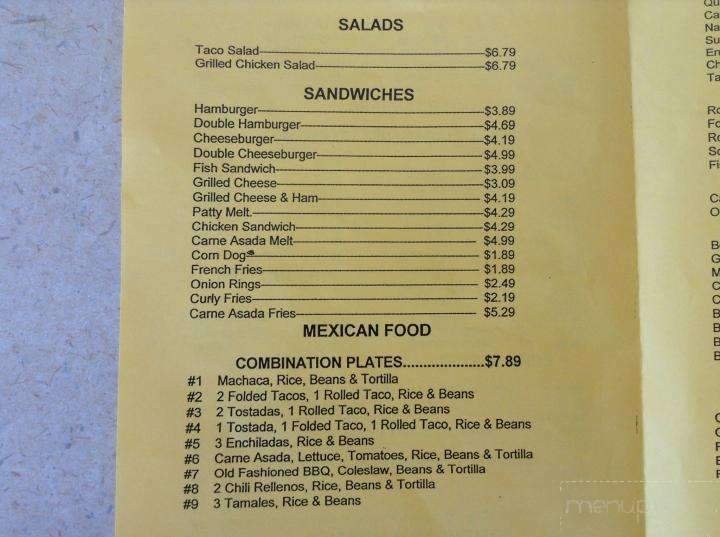 SALADS
Taco Salad $6.79
Grilled Chicken Salad $6.79
SANDWICHES
Hamburger $3.89
Double Hamburger $4.69
Cheeseburger $4.19
Double Cheeseburger $4.99
Fish Sandwich $3.99
Grilled Cheese $3.09
Grilled Cheese & Ham $4.19
Patty Melt. $4.29
Chicken Sandwich $4.29
Carne Asada Melt $4.99
Corn Dog $1.89
French Fries $1.89
Onion Rings $2.49
Curly Fries $2.19
Carne Asada Fries $5.29
MEXICAN FOOD
COMBINATION PLATES....................$7.89
#1 Machaca, Rice, Beans & Tortilla
#2 2 Folded Tacos, 1 Rolled Taco, Rice & Beans
#3 2 Tostadas, 1 Rolled Taco, Rice & Beans
#4 1 Tostada, 1 Folded Taco, 1 Rolled Taco, Rice & Beans
#5 3 Enchiladas, Rice & Beans
#6 Carne Asada, Lettuce, Tomatoes, Rice, Beans & Tortilla
#7 Old Fashioned BBQ, Coleslaw, Beans & Tortilla
#8 2 Chili Rellenos, Rice, Beans & Tortilla
#9 3 Tamales, Rice & Beans